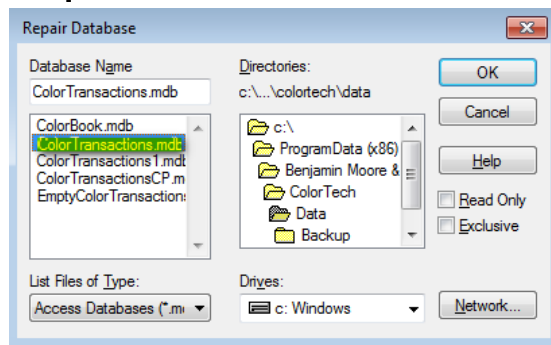 Repair Database
Database Name
ColorTransactions.mdb
ColorBook.mdb
ColorTransactions.mdb
ColorTransactions1.mdb
ColorTransactionsCP.m
EmptyColorTransaction
List Files of Type:
Access Databases (*.m
Directories:
c:\...\colortech\data
c:\
ProgramData (x86)
Benjamin Moore &
ColorTech
Data
Backup
Drives:
c: Windows
OK
Cancel
Help
Read Only
Exclusive
Network...